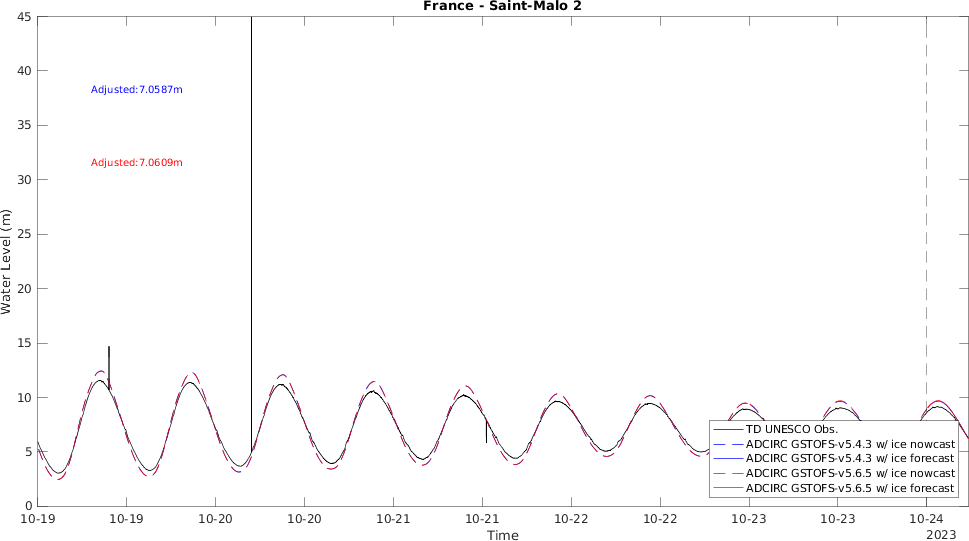 France - Saint-Malo 2
45
40
35
30
25
20
15
10
5
0
Water Level (m)
Adjusted:7.0587m
Adjusted:7.0609m
TD UNESCO Obs.
ADCIRC GSTOFS-v5.4.3 w/ ice nowcast
ADCIRC GSTOFS-v5.4.3 w/ ice forecast
ADCIRC GSTOFS-v5.6.5 w/ ice nowcast
ADCIRC GSTOFS-v5.6.5 w/ ice forecast
10-19 10-19 10-20 10-20 10-21 10-21 10-22 10-22 10-23 10-23 10-24
Time
2023